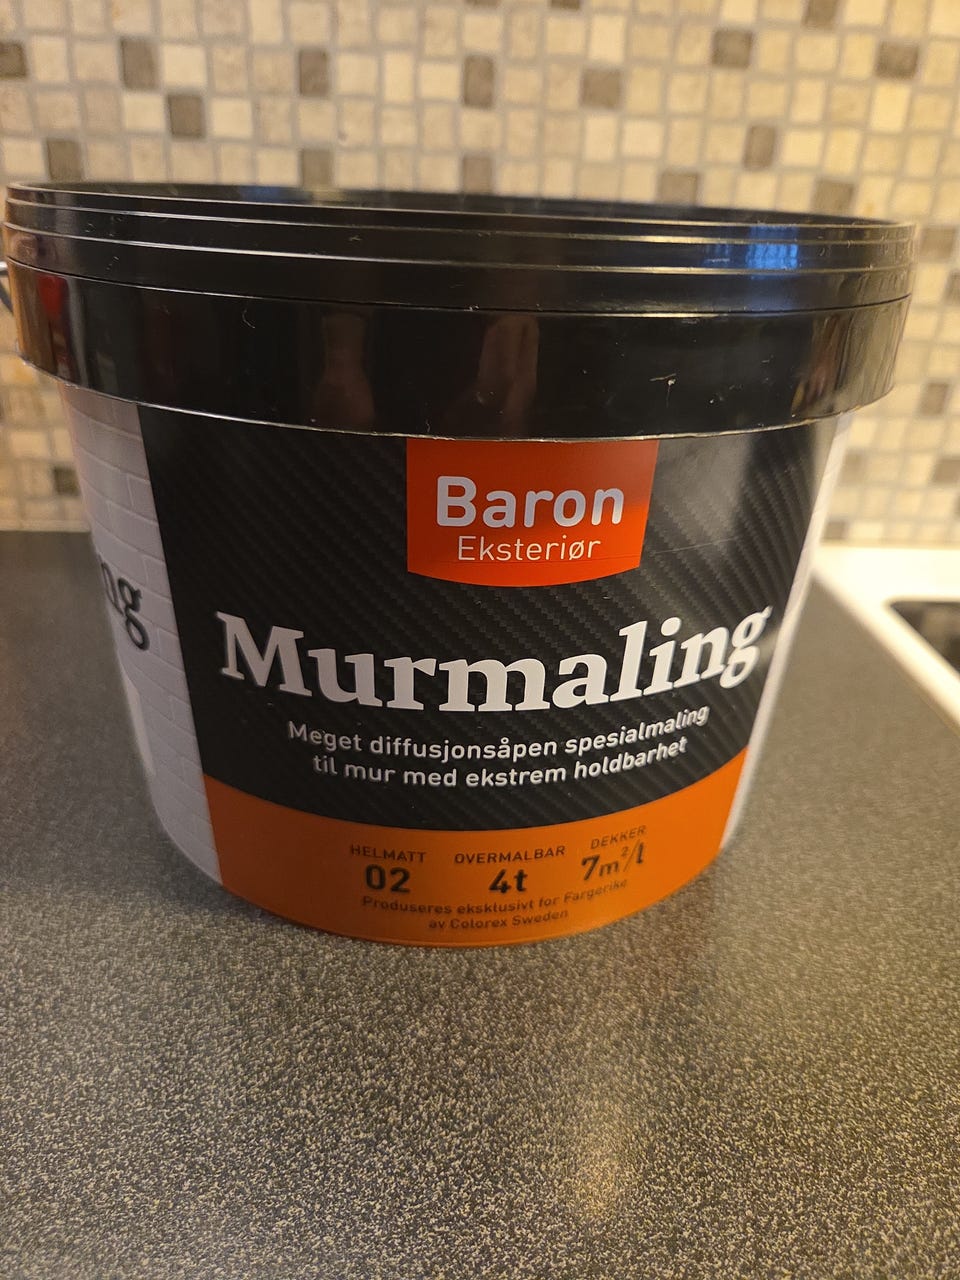 Baron
Eksteriør
Murmaling
Meget diffusjonsåpen spesialmaling
til mur med ekstrem holdbarhet
HELMATT OVERMALBAR DEKKER
02 4t 7m²/l
Produseres eksklusivt for Fargerike
av Colorex Sweden
ng